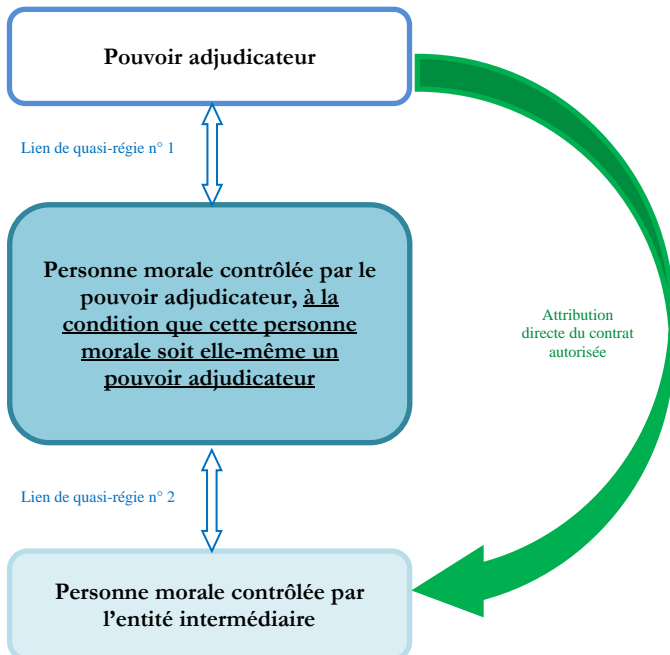 Pouvoir adjudicateur
Lien de quasi-régie n° 1
Personne morale contrôlée par le
pouvoir adjudicateur, à la
condition que cette personne
morale soit elle-même un
pouvoir adjudicateur
Attribution
directe du contrat
autorisée
Lien de quasi-régie n° 2
Personne morale contrôlée par
l'entité intermédiaire